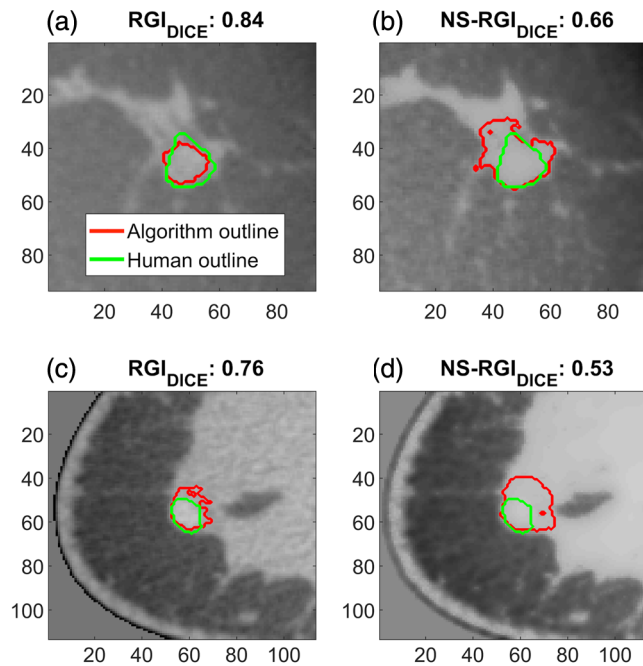 (a) RGI_DICE: 0.84
(b) NS-RGI_DICE: 0.66
20
40
60
80
20 40 60 80
Algorithm outline
Human outline
20
40
60
80
20 40 60 80
(c) RGI_DICE: 0.76
(d) NS-RGI_DICE: 0.53
20
40
60
80
100
20 40 60 80 100
20
40
60
80
100
20 40 60 80 100